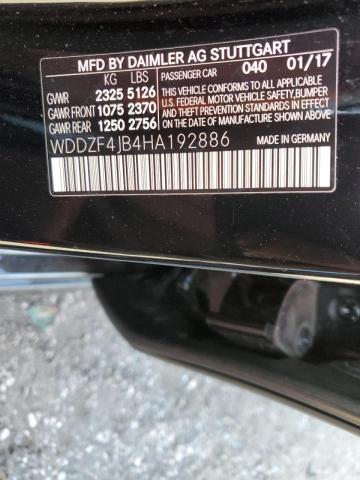 MFD BY DAIMLER AG STUTTGART
KG LBS PASSENGER CAR 040 01/17
GVWR 2325 5126 THIS VEHICLE CONFORMS TO ALL APPLICABLE
GAWR FRONT 1075 2370 U.S. FEDERAL MOTOR VEHICLE SAFETY, BUMPER
GAWR REAR 1250 2756 AND THEFT PREVENTION STANDARDS IN EFFECT
ON THE DATE OF MANUFACTURE SHOWN ABOVE.
WDDZF4JB4HA192886 MADE IN GERMANY